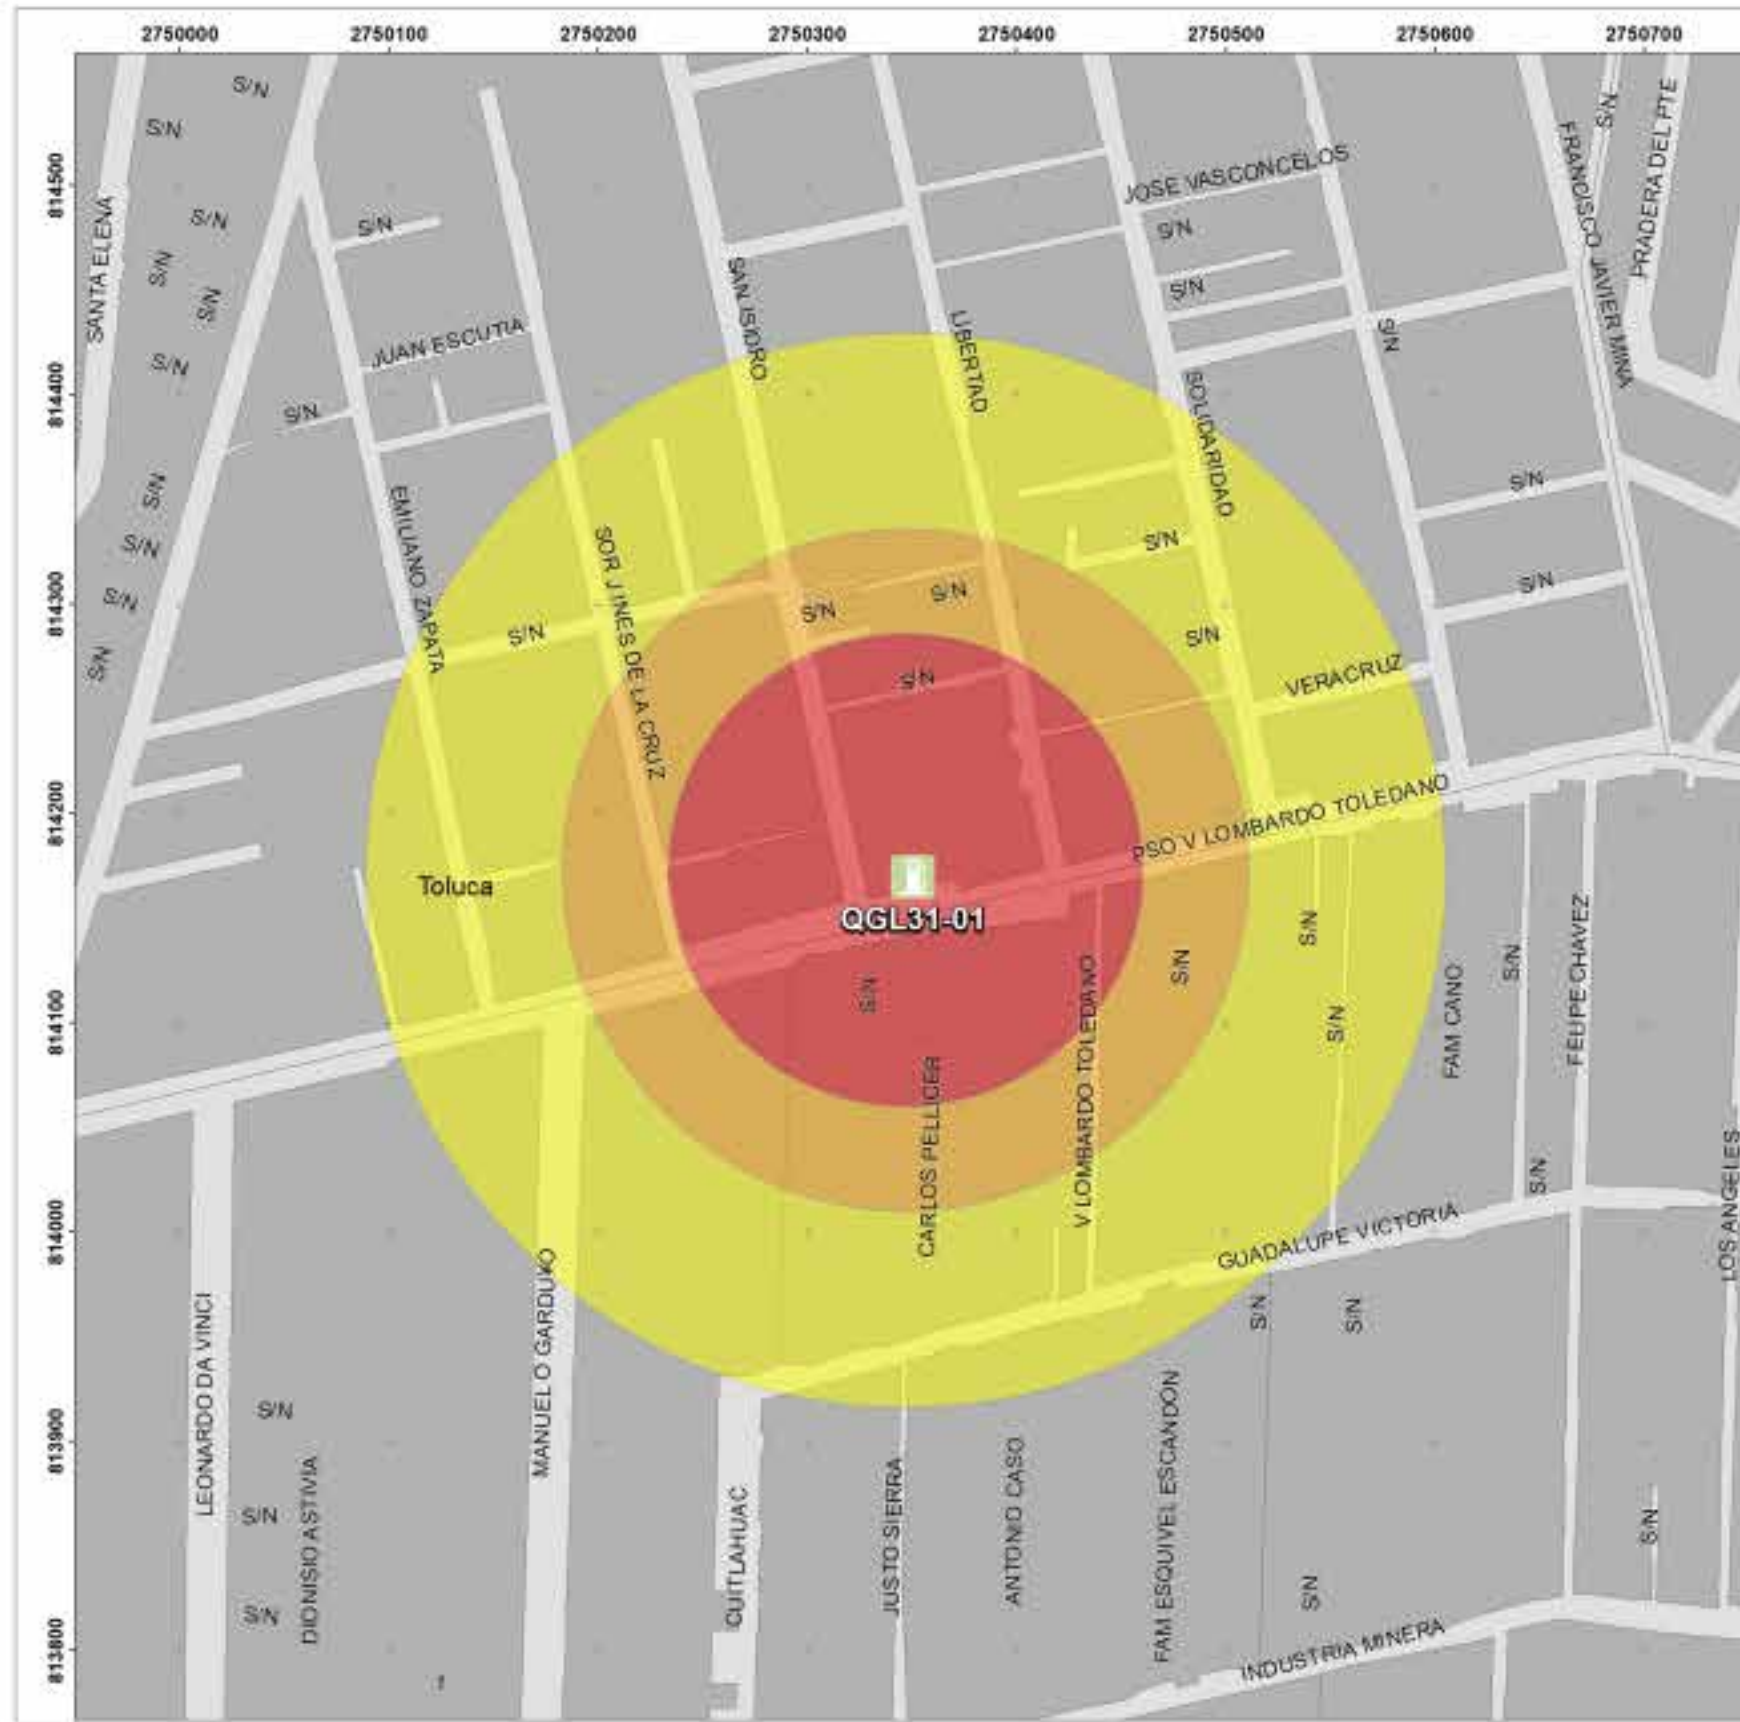 2750000 2750100 2750200 2750300 2750400 2750500 2750600 2750700
814500
814400
814300
814200
814100
814000
813900
813800
S/N
S/N
S/N
S/N
S/N
S/N
S/N
S/N
S/N
S/N
S/N
SANTA ELENA
S/N
JUAN ESCUTIA
S/N
EMILIANO ZAPATA
SOR J INES DE LA CRUZ
SAN ISIDRO
LIBERTAD
SOLIDARIDAD
JOSE VASCONCELOS
S/N
S/N
S/N
FRANCISCO JAVIER MINA
S/N
PRADERA DEL PTE
S/N
S/N
S/N
S/N
S/N
S/N
S/N
S/N
VERACRUZ
PSO V LOMBARDO TOLEDANO
Toluca
QGL31-01
S/N
CARLOS PELLICER
V LOMBARDO TOLEDANO
S/N
S/N
S/N
FAM CANO
S/N
FELIPE CHAVEZ
S/N
LOS ANGELES
GUADALUPE VICTORIA
S/N
S/N
LEONARDO DA VINCI
S/N
S/N
S/N
DIONISIO ASTIVIA
MANUEL O GARDUÑO
CUITLAHUAC
JUSTO SIERRA
ANTONIO CASO
FAM ESQUIVEL ESCANDON
S/N
S/N
INDUSTRIA MINERA